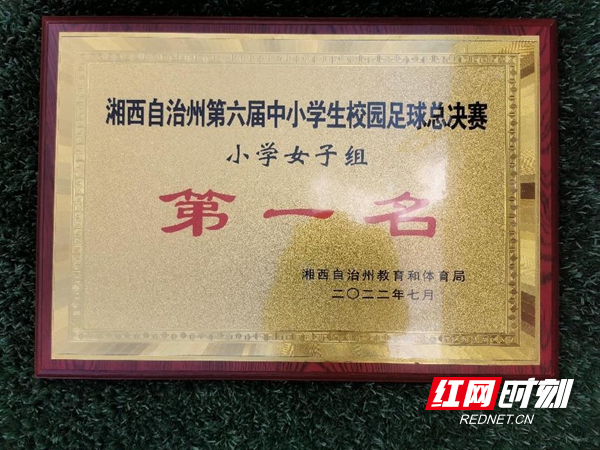 湘西自治州第六届中小学生校园足球总决赛
小学女子组
第一名
湘西自治州教育和体育局
二〇二二年七月
红网时刻
REDNET.CN